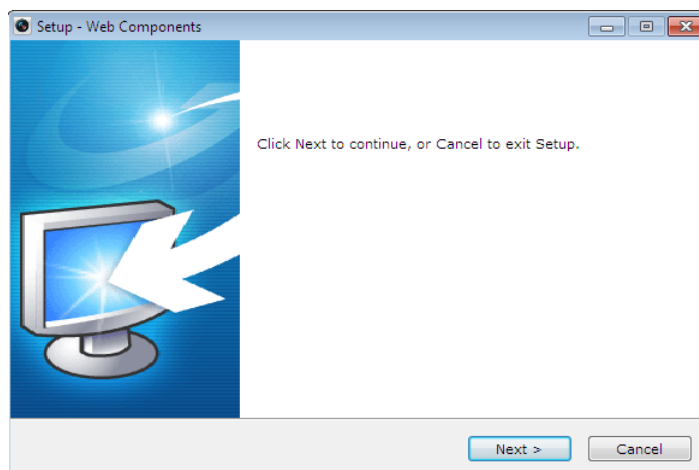 Setup - Web Components
Click Next to continue, or Cancel to exit Setup.
Next >
Cancel